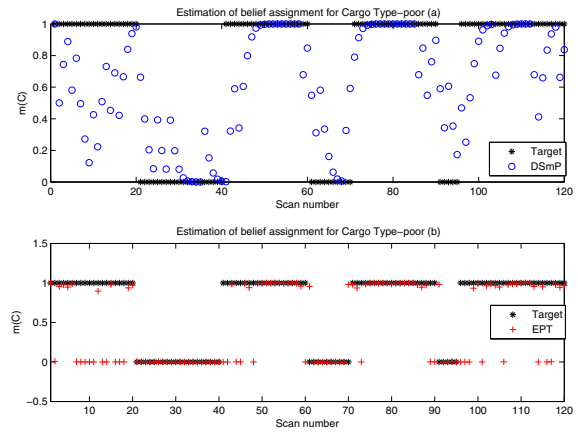 Estimation of belief assignment for Cargo Type-poor (a)
1
0.8
0.6
0.4
0.2
0
m(C)
Target
DSmP
0 20 40 60 80 100 120
Scan number
Estimation of belief assignment for Cargo Type-poor (b)
1.5
1
0.5
0
-0.5
m(C)
Target
EPT
10 20 30 40 50 60 70 80 90 100 110 120
Scan number